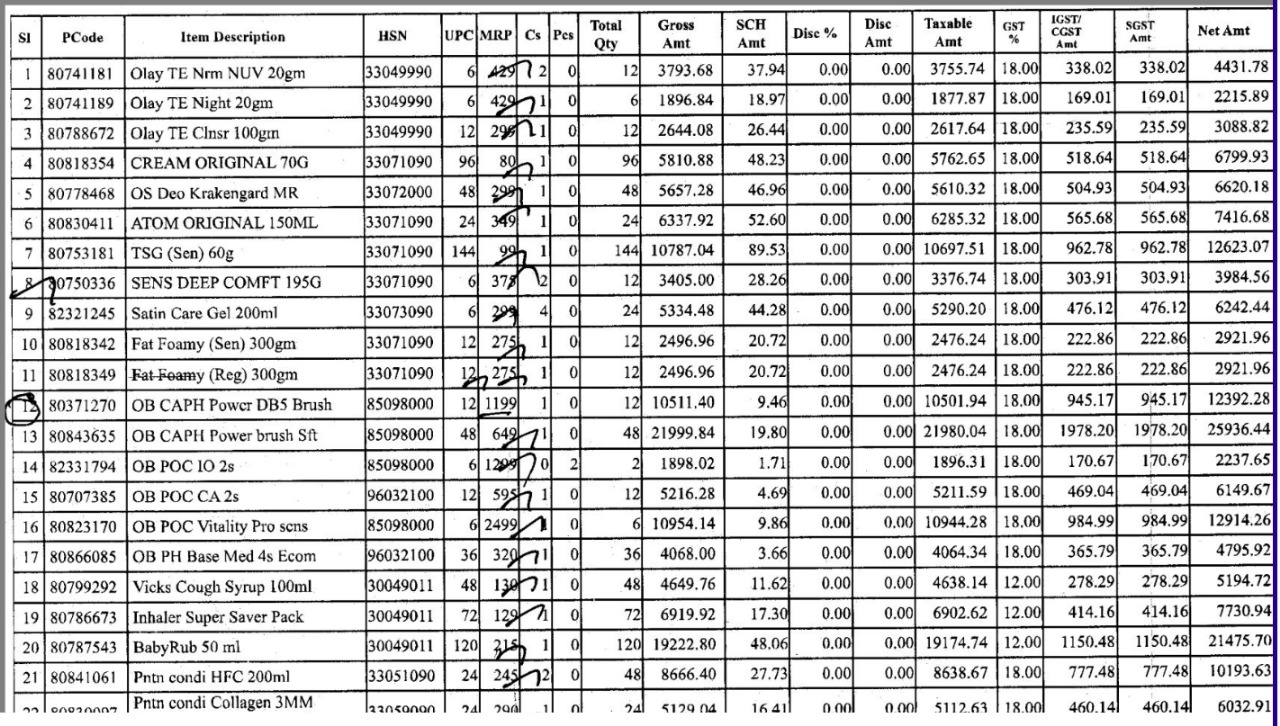 Sl PCode Item Description HSN UPC MRP Cs Pcs Total Qty Gross Amt SCH Amt Disc % Disc Amt Taxable Amt GST % IGST/ CGST Amt SGST Amt Net Amt
1 80741181 Olay TE Nrm NUV 20gm 33049990 6 429 2 0 12 3793.68 37.94 0.00 0.00 3755.74 18.00 338.02 338.02 4431.78
2 80741189 Olay TE Night 20gm 33049990 6 429 1 0 6 1896.84 18.97 0.00 0.00 1877.87 18.00 169.01 169.01 2215.89
3 80788672 Olay TE Clnsr 100gm 33049990 12 1 0 12 2644.08 26.44 0.00 0.00 2617.64 18.00 235.59 235.59 3088.82
4 80818354 CREAM ORIGINAL 70G 33071090 96 80 1 0 96 5810.88 48.23 0.00 0.00 5762.65 18.00 518.64 518.64 6799.93
5 80778468 OS Deo Krakengard MR 33072000 48 299 1 0 48 5657.28 46.96 0.00 0.00 5610.32 18.00 504.93 504.93 6620.18
6 80830411 ATOM ORIGINAL 150ML 33071090 24 349 1 0 24 6337.92 52.60 0.00 0.00 6285.32 18.00 565.68 565.68 7416.68
7 80753181 TSG (Sen) 60g 33071090 144 99 1 0 144 10787.04 89.53 0.00 0.00 10697.51 18.00 962.78 962.78 12623.07
8 80750336 SENS DEEP COMFT 195G 33071090 6 375 2 0 12 3405.00 28.26 0.00 0.00 3376.74 18.00 303.91 303.91 3984.56
9 82321245 Satin Care Gel 200ml 33073090 6 299 4 0 24 5334.48 44.28 0.00 0.00 5290.20 18.00 476.12 476.12 6242.44
10 80818342 Fat Foamy (Sen) 300gm 33071090 12 275 1 0 12 2496.96 20.72 0.00 0.00 2476.24 18.00 222.86 222.86 2921.96
11 80818349 Fat Foamy (Reg) 300gm 33071090 12 275 1 0 12 2496.96 20.72 0.00 0.00 2476.24 18.00 222.86 222.86 2921.96
12 80371270 OB CAPH Power DB5 Brush 85098000 12 1199 1 0 12 10511.40 9.46 0.00 0.00 10501.94 18.00 945.17 945.17 12392.28
13 80843635 OB CAPH Power brush Sft 85098000 48 649 1 0 48 21999.84 19.80 0.00 0.00 21980.04 18.00 1978.20 1978.20 25936.44
14 82331794 OB POC IO 2s 85098000 6 1299 0 2 2 1898.02 1.71 0.00 0.00 1896.31 18.00 170.67 170.67 2237.65
15 80707385 OB POC CA 2s 96032100 12 595 1 0 12 5216.28 4.69 0.00 0.00 5211.59 18.00 469.04 469.04 6149.67
16 80823170 OB POC Vitality Pro sens 85098000 6 2499 1 0 6 10954.14 9.86 0.00 0.00 10944.28 18.00 984.99 984.99 12914.26
17 80866085 OB PH Base Med 4s Ecom 96032100 36 320 1 0 36 4068.00 3.66 0.00 0.00 4064.34 18.00 365.79 365.79 4795.92
18 80799292 Vicks Cough Syrup 100ml 30049011 48 130 1 0 48 4649.76 11.62 0.00 0.00 4638.14 12.00 278.29 278.29 5194.72
19 80786673 Inhaler Super Saver Pack 30049011 72 129 1 0 72 6919.92 17.30 0.00 0.00 6902.62 12.00 414.16 414.16 7730.94
20 80787543 BabyRub 50 ml 30049011 120 215 1 0 120 19222.80 48.06 0.00 0.00 19174.74 12.00 1150.48 1150.48 21475.70
21 80841061 Pntn condi HFC 200ml 33051090 24 245 2 0 48 8666.40 27.73 0.00 0.00 8638.67 18.00 777.48 777.48 10193.63
22 Pntn condi Collagen 3MM 33059090 24 290 1 0 24 5129.04 16.41 0.00 0.00 5112.63 18.00 460.14 460.14 6032.91